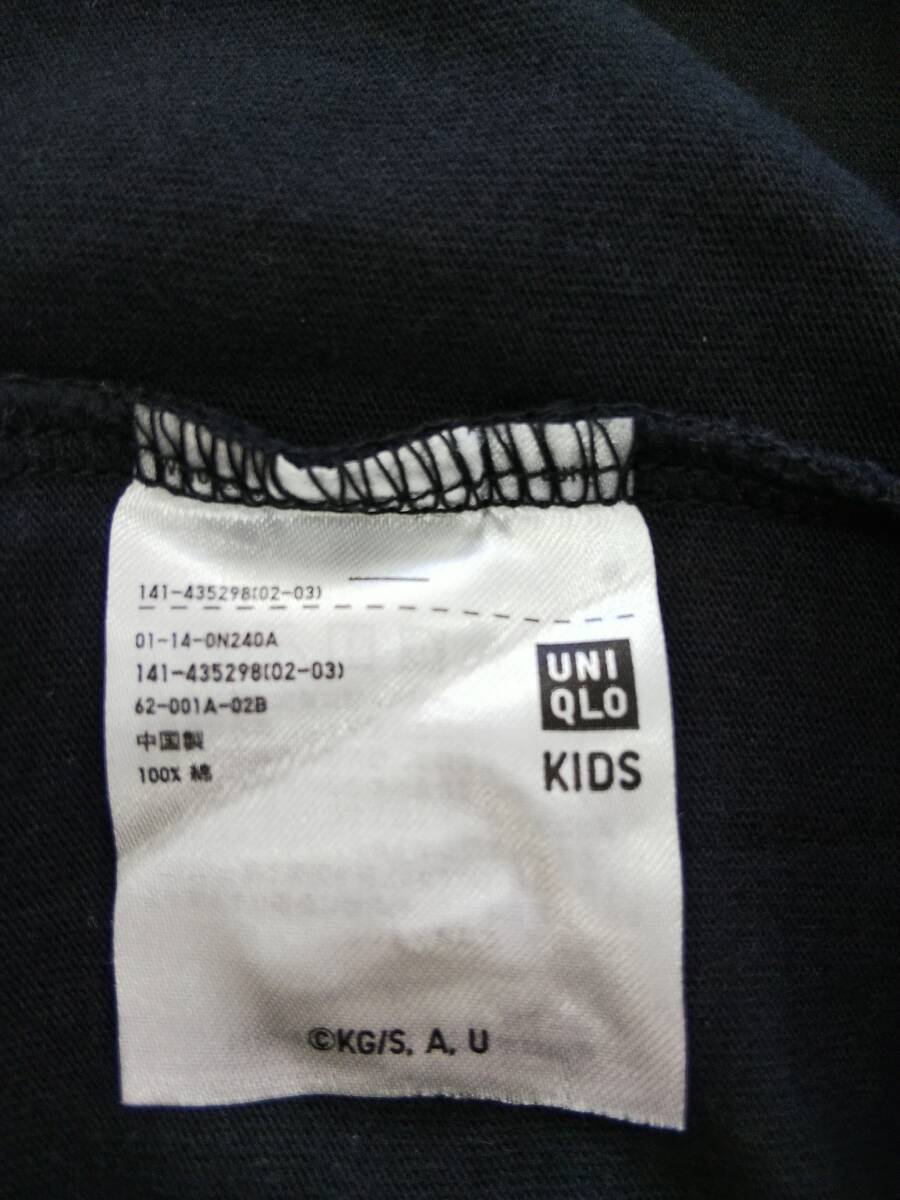 141-435298(02-03)
01-14-0N240A
141-435298(02-03)
62-001A-02B
中国製
100% 綿
UNI
QLO
KIDS
©KG/S, A, U